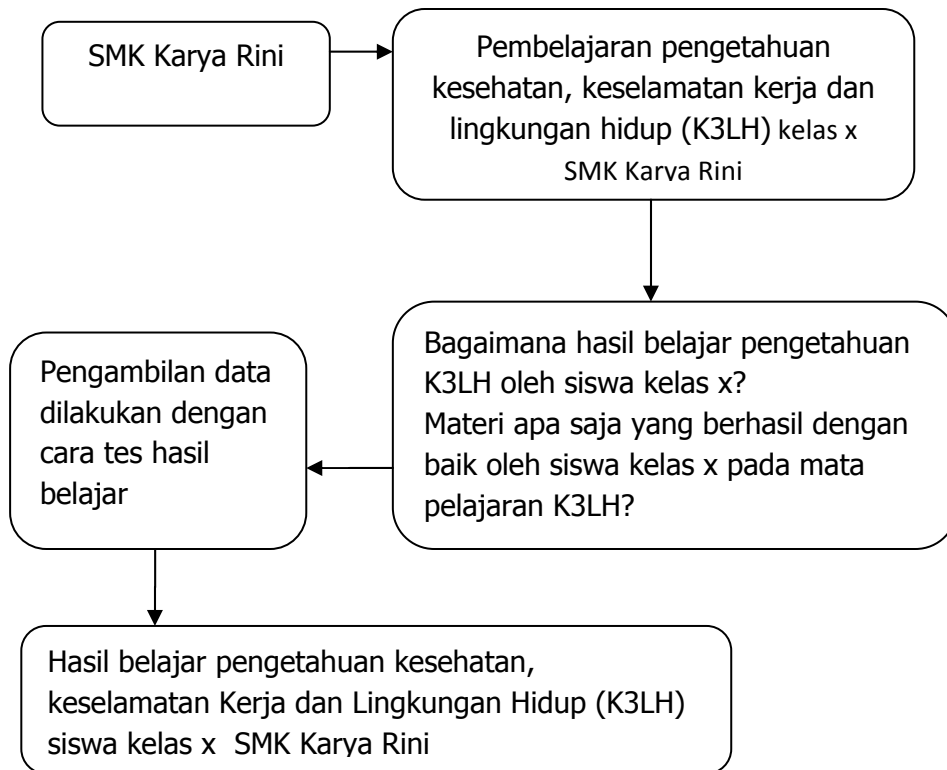 SMK Karya Rini
Pembelajaran pengetahuan
kesehatan, keselamatan kerja dan
lingkungan hidup (K3LH) kelas x
SMK Karya Rini
Bagaimana hasil belajar pengetahuan
K3LH oleh siswa kelas x?
Materi apa saja yang berhasil dengan
baik oleh siswa kelas x pada mata
pelajaran K3LH?
Pengambilan data
dilakukan dengan
cara tes hasil
belajar
Hasil belajar pengetahuan kesehatan,
keselamatan Kerja dan Lingkungan Hidup (K3LH)
siswa kelas x SMK Karya Rini